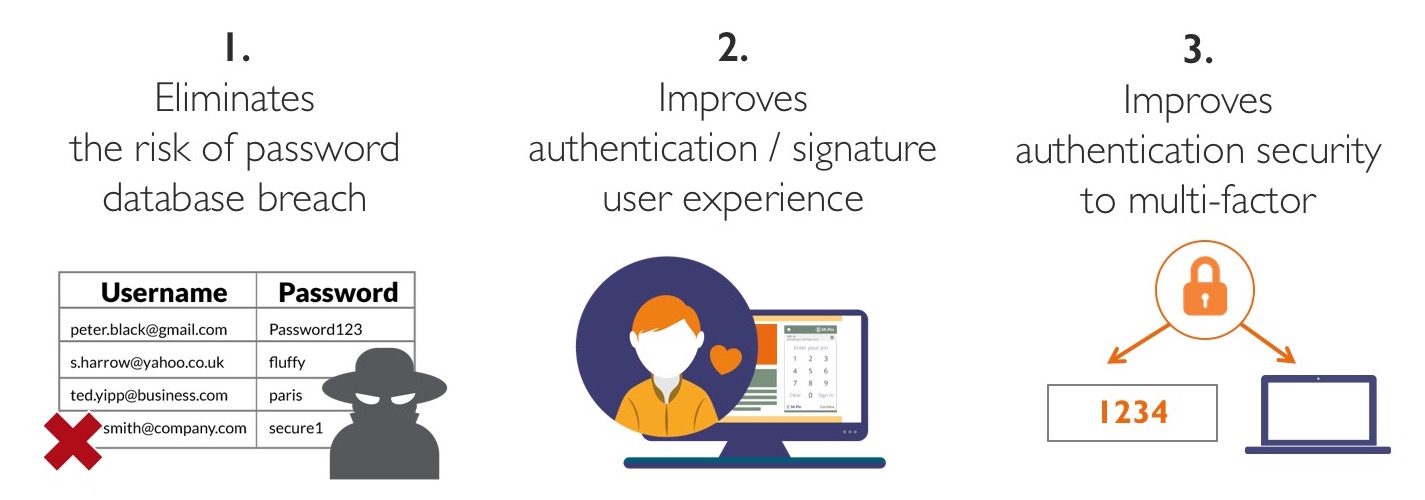 1.
Eliminates
the risk of password
database breach
Username Password
peter.black@gmail.com Password123
s.harrow@yahoo.co.uk fluffy
ted.yipp@business.com paris
smith@company.com secure1
2.
Improves
authentication / signature
user experience
M-Pin
Enter your pin
1 2 3
4 5 6
7 8 9
Clear 0 Sign in
M-Pin
3.
Improves
authentication security
to multi-factor
1234